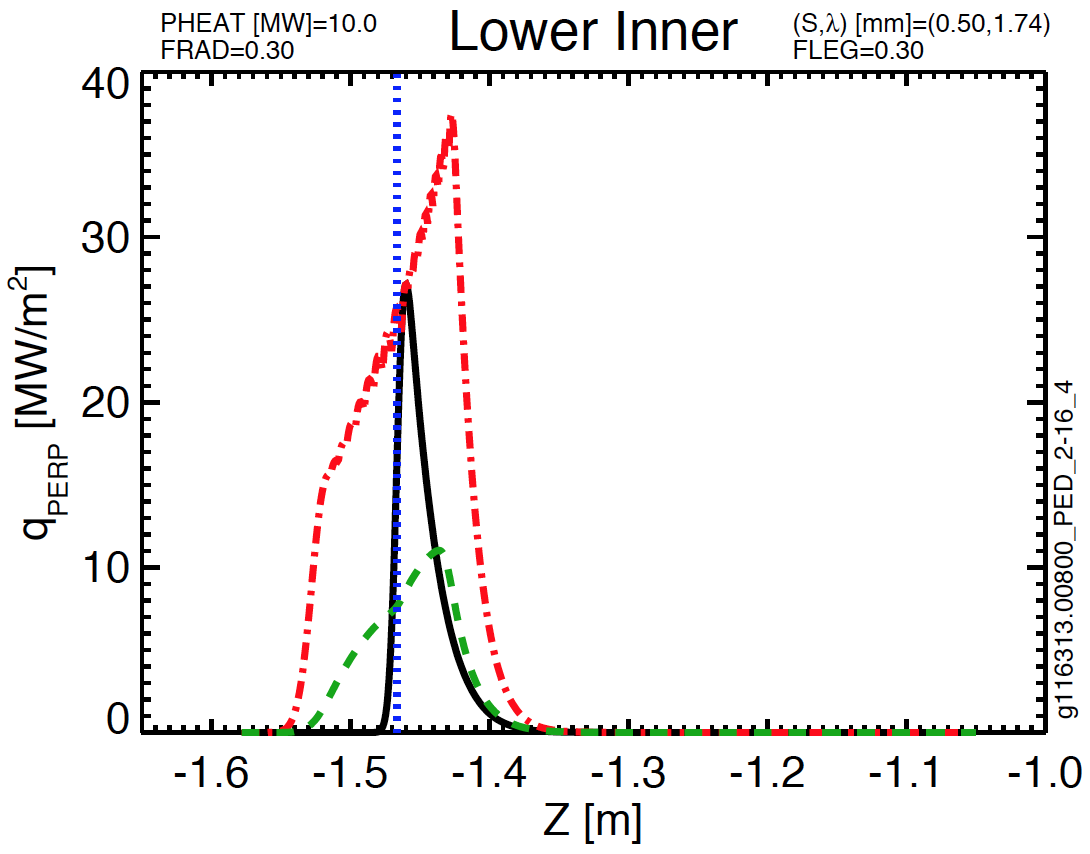 PHEAT [MW]=10.0
FRAD=0.30
Lower Inner
(S,λ) [mm]=(0.50,1.74)
FLEG=0.30
40
30
20
10
0
qPERP [MW/m²]
-1.6 -1.5 -1.4 -1.3 -1.2 -1.1 -1.0
Z [m]
g116313.00800_PED_2-16_4